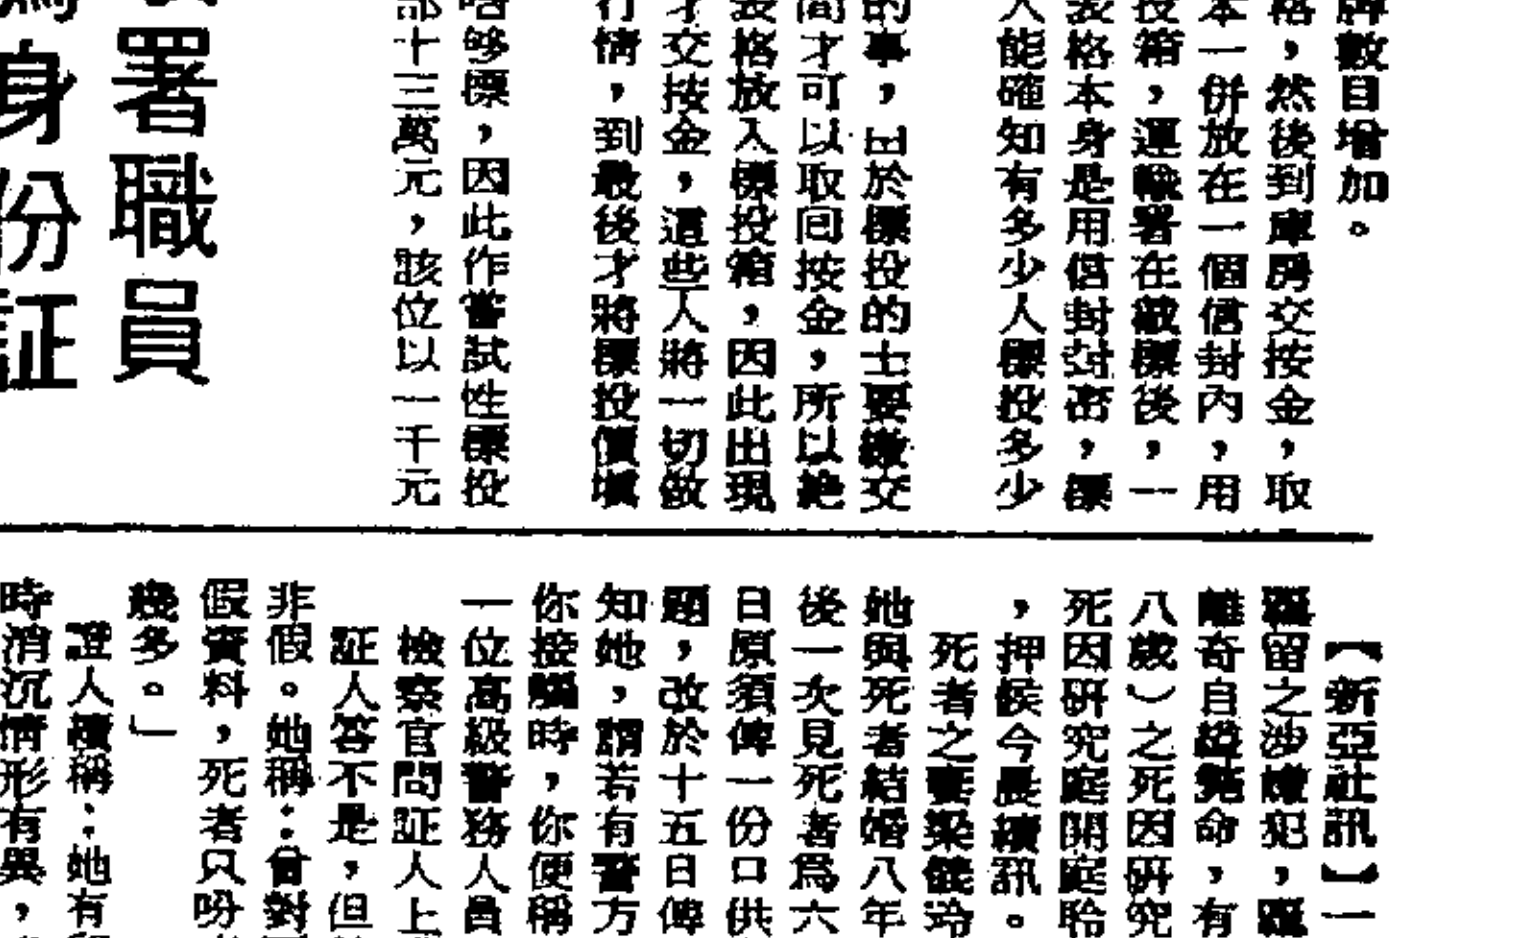 牌數目增加。
格，然後到庫房交按金，取
本一併放在一個信封內，用
投箱，運輸署在截標後，一
表格本身是用信封封密，標
人能確知有多少人標投多少
的事，由於標投的士要繳交
間才可以取回按金，所以絶
表格放入標投箱，因此出現
才交按金，這些人將一切做
行情，到最後才將標投價填
唔够標，因此作嘗試性標投
部十三萬元，該位以一千元
署職員
為身份証
【新亞社訊】一
羈留之涉嫌犯，羅
離奇自縊斃命，有
八歲）之死因硏究
死因硏究庭開庭聆
，押候今晨續訊。
死者之妻梁玲
她與死者結婚八年
後一次見死者爲六
日原須傳一份口供
題，改於十五日傳
知她，謂若有警方
你接觸時，你便稱
一位高級警務人員
檢察官問証人上
証人答不是，但
非假。她稱：曾對
假資料，死者只吩
幾多。」
證人續稱：她有
時消沉情形有異，